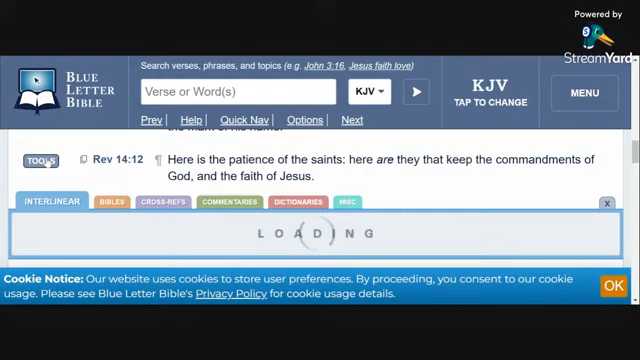 Powered by
StreamYard
BLUE
LETTER
BIBLE
Search verses, phrases, and topics (e.g. John 3:16, Jesus faith love)
Verse or Word(s)
KJV
KJV
TAP TO CHANGE
MENU
Prev Help Quick Nav Options Next
TOOLS Rev 14:12 ¶ Here is the patience of the saints: here are they that keep the commandments of
God, and the faith of Jesus.
INTERLINEAR BIBLES CROSS-REFS COMMENTARIES DICTIONARIES MISC X
LOADING
Cookie Notice: Our website uses cookies to store user preferences. By proceeding, you consent to our cookie
usage. Please see Blue Letter Bible's Privacy Policy for cookie usage details.
OK